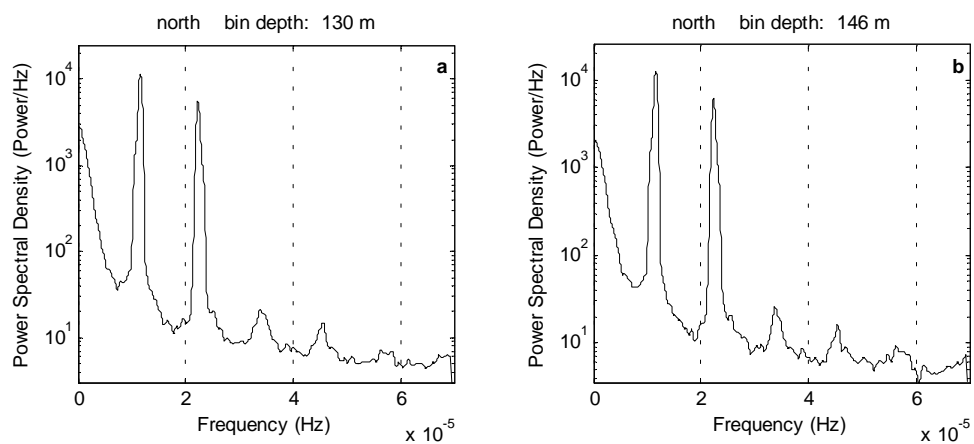 north bin depth: 130 m
a
Power Spectral Density (Power/Hz)
10^4
10^3
10^2
10^1
0 2 4 6
Frequency (Hz)
x 10^-5
north bin depth: 146 m
b
Power Spectral Density (Power/Hz)
10^4
10^3
10^2
10^1
0 2 4 6
Frequency (Hz)
x 10^-5